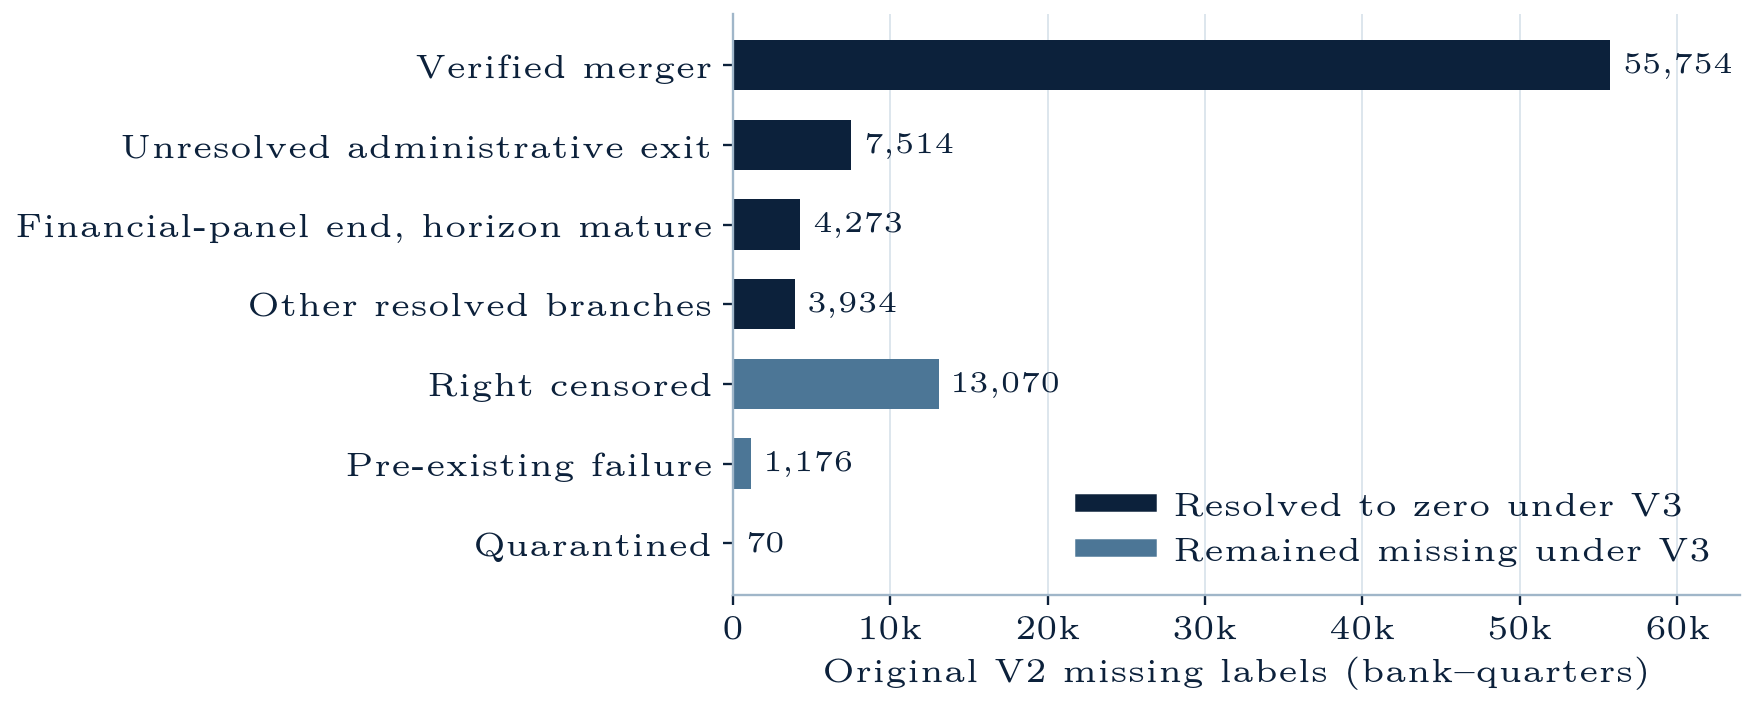 Verified merger 55,754
Unresolved administrative exit 7,514
Financial-panel end, horizon mature 4,273
Other resolved branches 3,934
Right censored 13,070
Pre-existing failure 1,176
Quarantined 70
Resolved to zero under V3
Remained missing under V3
0 10k 20k 30k 40k 50k 60k
Original V2 missing labels (bank–quarters)